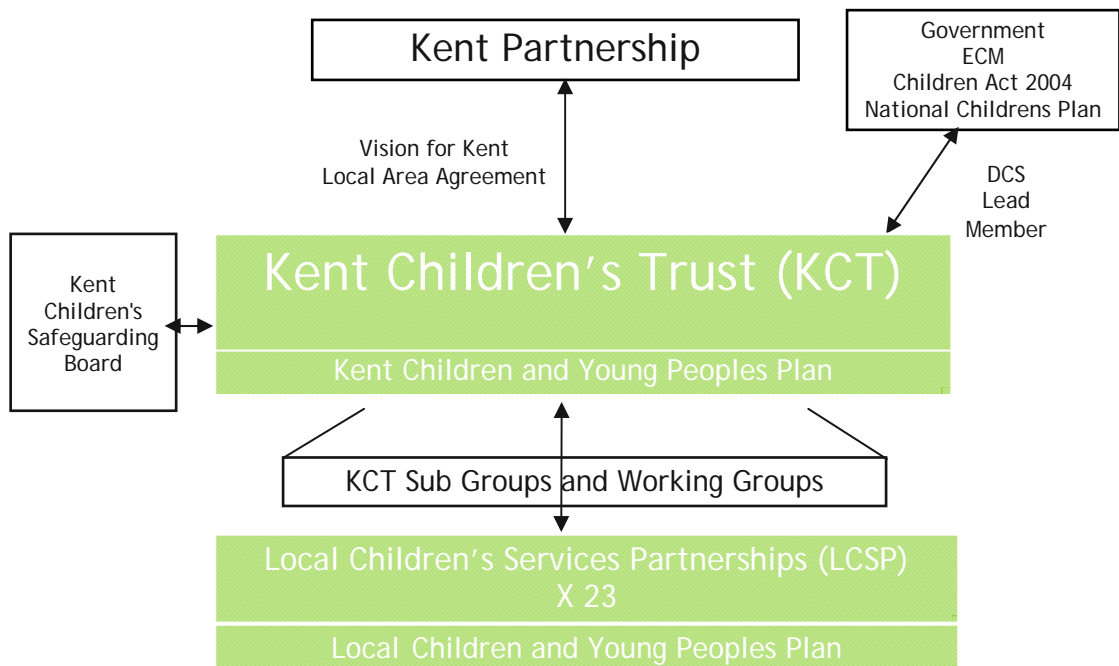 Kent Partnership
Government
ECM
Children Act 2004
National Childrens Plan
Vision for Kent
Local Area Agreement
DCS
Lead
Member
Kent
Children's
Safeguarding
Board
Kent Children’s Trust (KCT)
Kent Children and Young Peoples Plan
KCT Sub Groups and Working Groups
Local Children’s Services Partnerships (LCSP)
X 23
Local Children and Young Peoples Plan